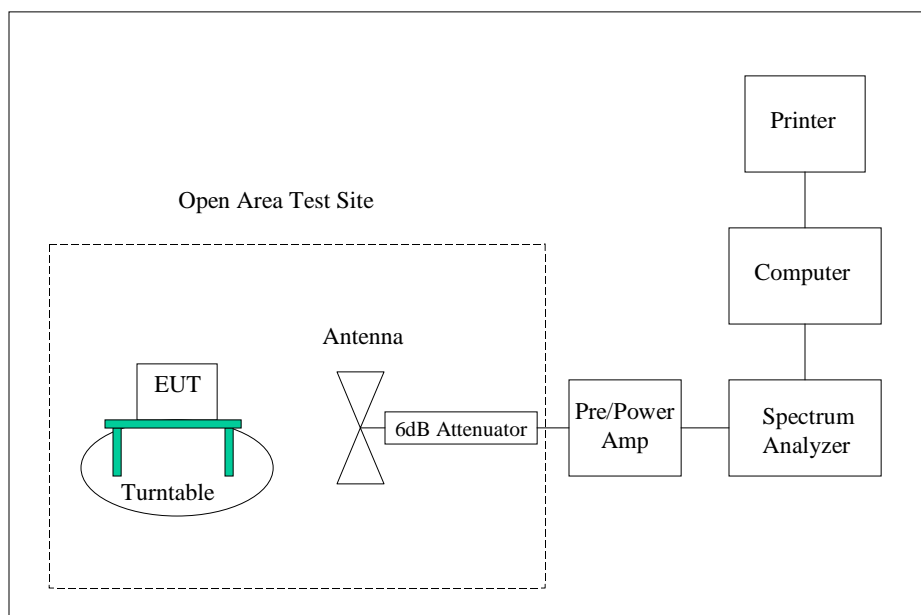 Printer
Open Area Test Site
Computer
Antenna
EUT
6dB Attenuator
Pre/Power
Amp
Spectrum
Analyzer
Turntable